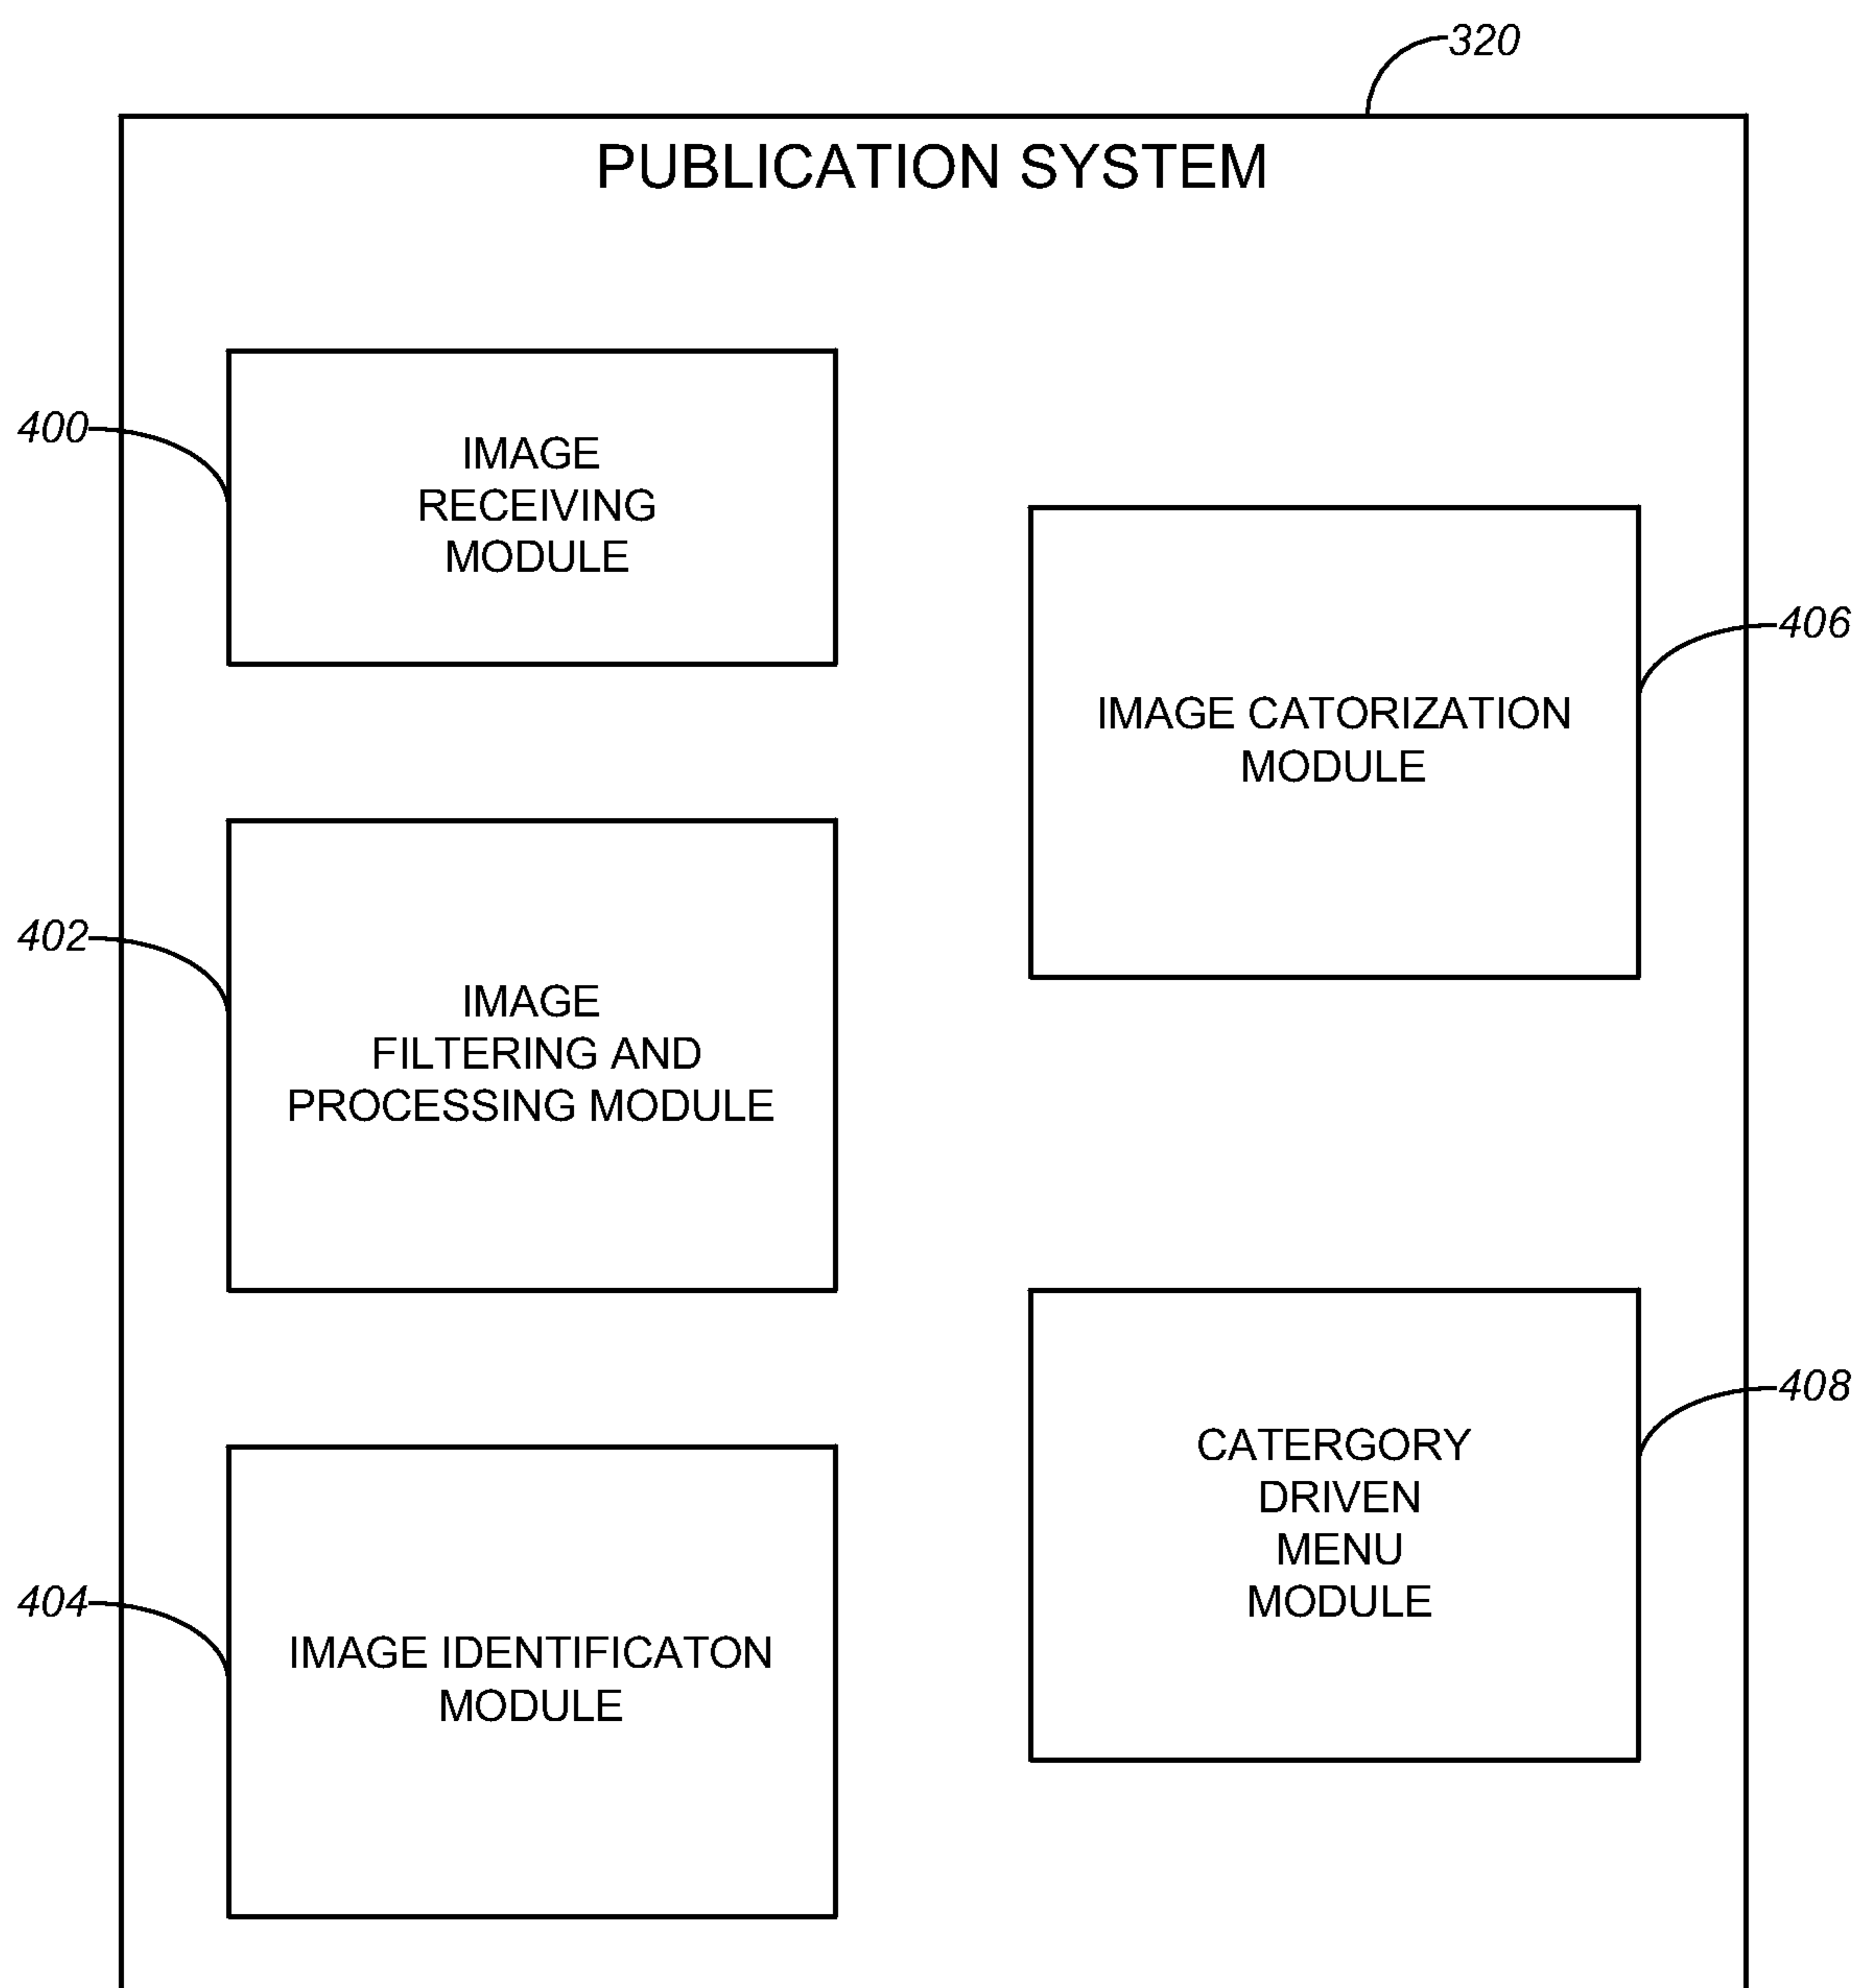 320
PUBLICATION SYSTEM
400
IMAGE
RECEIVING
MODULE
402
IMAGE
FILTERING AND
PROCESSING MODULE
404
IMAGE IDENTIFICATON
MODULE
406
IMAGE CATORIZATION
MODULE
408
CATERGORY
DRIVEN
MENU
MODULE